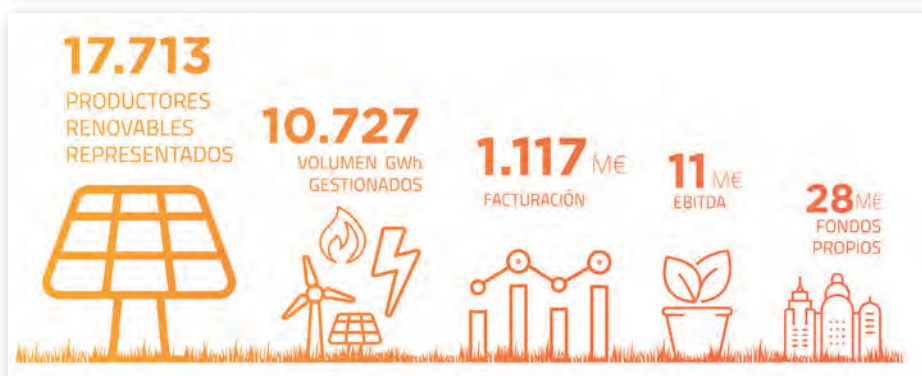 17.713
PRODUCTORES
RENOVABLES
REPRESENTADOS
10.727
VOLUMEN GWh
GESTIONADOS
1.117 M€
FACTURACIÓN
11 M€
EBITDA
28 M€
FONDOS
PROPIOS